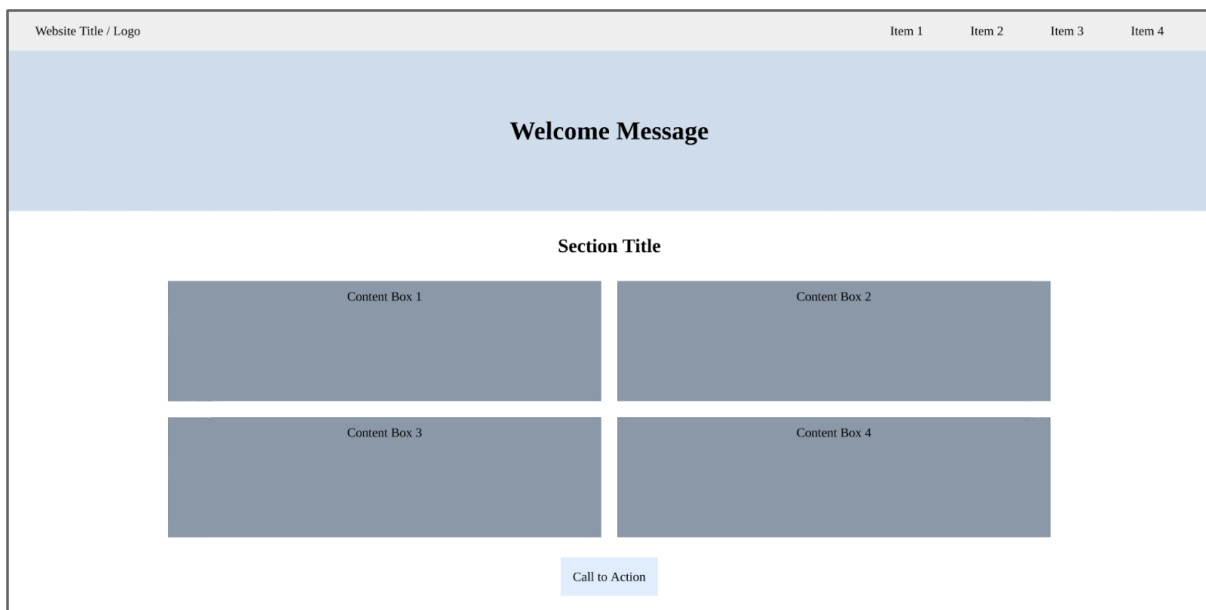 Website Title / Logo
Item 1
Item 2
Item 3
Item 4
Welcome Message
Section Title
Content Box 1
Content Box 2
Content Box 3
Content Box 4
Call to Action